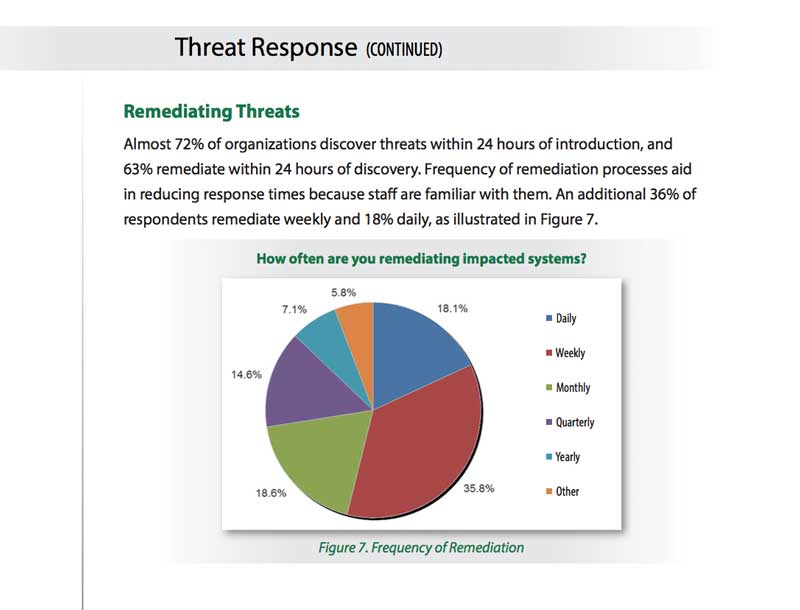 Threat Response (CONTINUED)
Remediating Threats
Almost 72% of organizations discover threats within 24 hours of introduction, and
63% remediate within 24 hours of discovery. Frequency of remediation processes aid
in reducing response times because staff are familiar with them. An additional 36% of
respondents remediate weekly and 18% daily, as illustrated in Figure 7.
How often are you remediating impacted systems?
5.8%
7.1%
18.1%
14.6%
18.6%
35.8%
Daily
Weekly
Monthly
Quarterly
Yearly
Other
Figure 7. Frequency of Remediation